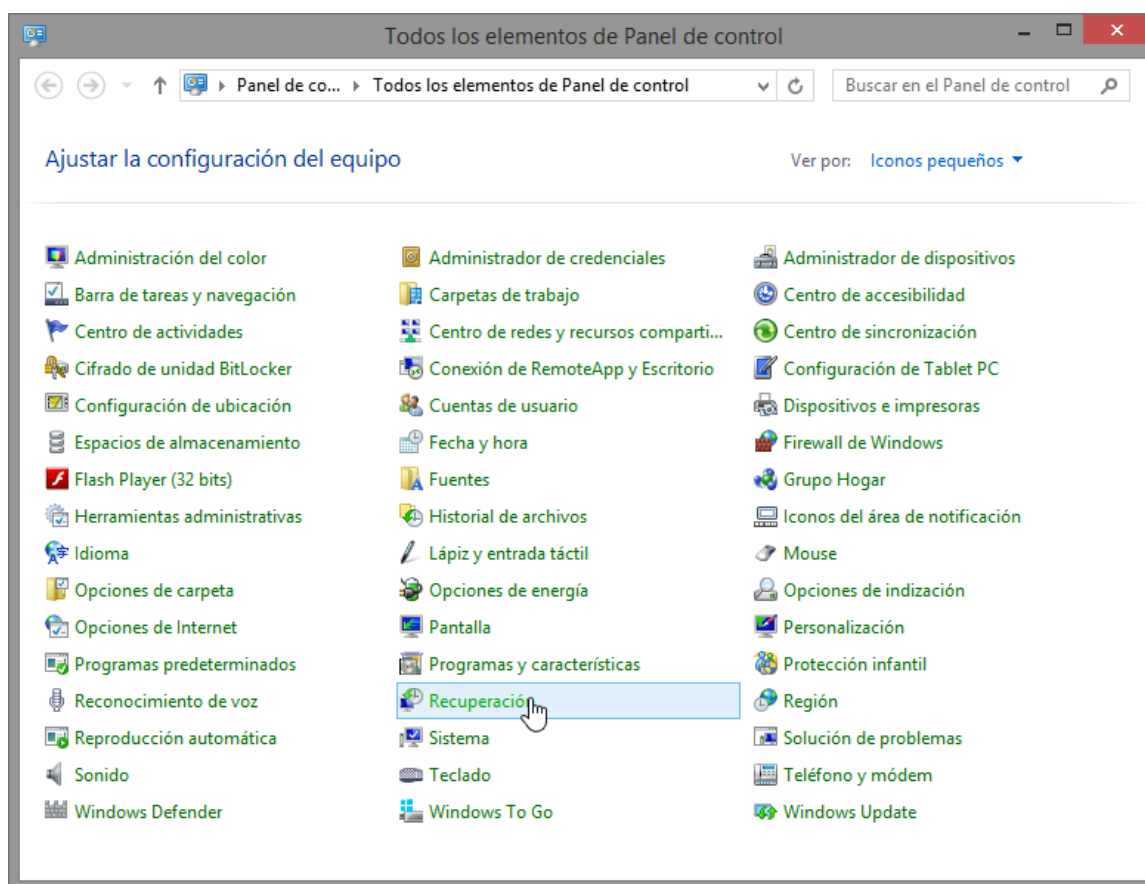 Todos los elementos de Panel de control
Panel de co... Todos los elementos de Panel de control Buscar en el Panel de control
Ajustar la configuración del equipo Ver por: Iconos pequeños
Administración del color Administrador de credenciales Administrador de dispositivos
Barra de tareas y navegación Carpetas de trabajo Centro de accesibilidad
Centro de actividades Centro de redes y recursos comparti... Centro de sincronización
Cifrado de unidad BitLocker Conexión de RemoteApp y Escritorio Configuración de Tablet PC
Configuración de ubicación Cuentas de usuario Dispositivos e impresoras
Espacios de almacenamiento Fecha y hora Firewall de Windows
Flash Player (32 bits) Fuentes Grupo Hogar
Herramientas administrativas Historial de archivos Iconos del área de notificación
Idioma Lápiz y entrada táctil Mouse
Opciones de carpeta Opciones de energía Opciones de indización
Opciones de Internet Pantalla Personalización
Programas predeterminados Programas y características Protección infantil
Reconocimiento de voz Recuperación Región
Reproducción automática Sistema Solución de problemas
Sonido Teclado Teléfono y módem
Windows Defender Windows To Go Windows Update